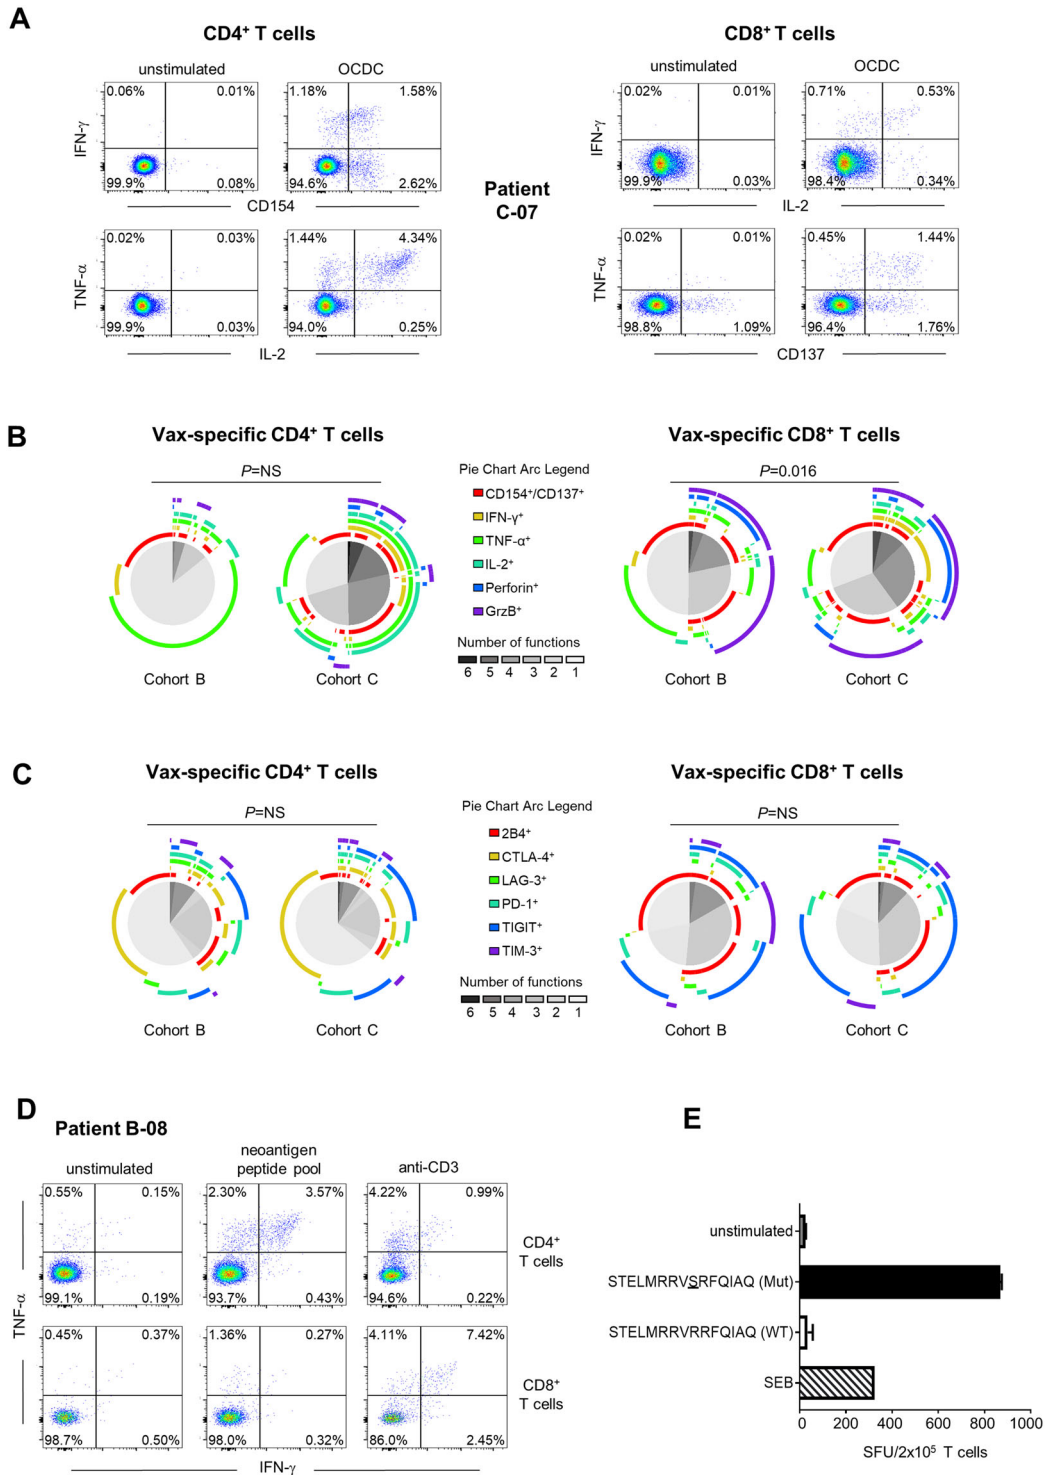 A
CD4+ T cells
CD8+ T cells
unstimulated
OCDC
unstimulated
OCDC
0.06%
0.01%
1.18%
1.58%
0.02%
0.01%
0.71%
0.53%
IFN-γ
IFN-γ
99.9%
0.08%
94.6%
2.62%
99.9%
0.03%
98.4%
0.34%
CD154
Patient
C-07
IL-2
0.02%
0.03%
1.44%
4.34%
0.02%
0.01%
0.45%
1.44%
TNF-α
TNF-α
99.9%
0.03%
94.0%
0.25%
98.8%
1.09%
96.4%
1.76%
IL-2
CD137
B
Vax-specific CD4+ T cells
Vax-specific CD8+ T cells
P=NS
Pie Chart Arc Legend
P=0.016
CD154+/CD137+
IFN-γ+
TNF-α+
IL-2+
Perforin+
GrzB+
Number of functions
6 5 4 3 2 1
Cohort B
Cohort C
Cohort B
Cohort C
C
Vax-specific CD4+ T cells
Vax-specific CD8+ T cells
P=NS
Pie Chart Arc Legend
P=NS
2B4+
CTLA-4+
LAG-3+
PD-1+
TIGIT+
TIM-3+
Number of functions
6 5 4 3 2 1
Cohort B
Cohort C
Cohort B
Cohort C
D
Patient B-08
unstimulated
neoantigen
peptide pool
anti-CD3
0.55%
0.15%
2.30%
3.57%
4.22%
0.99%
CD4+
T cells
99.1%
0.19%
93.7%
0.43%
94.6%
0.22%
TNF-α
0.45%
0.37%
1.36%
0.27%
4.11%
7.42%
CD8+
T cells
98.7%
0.50%
98.0%
0.32%
86.0%
2.45%
IFN-γ
E
unstimulated
STELMRRVSRFQIAQ (Mut)
STELMRRVRRFQIAQ (WT)
SEB
0 200 400 600 800 1000
SFU/2x10⁵ T cells